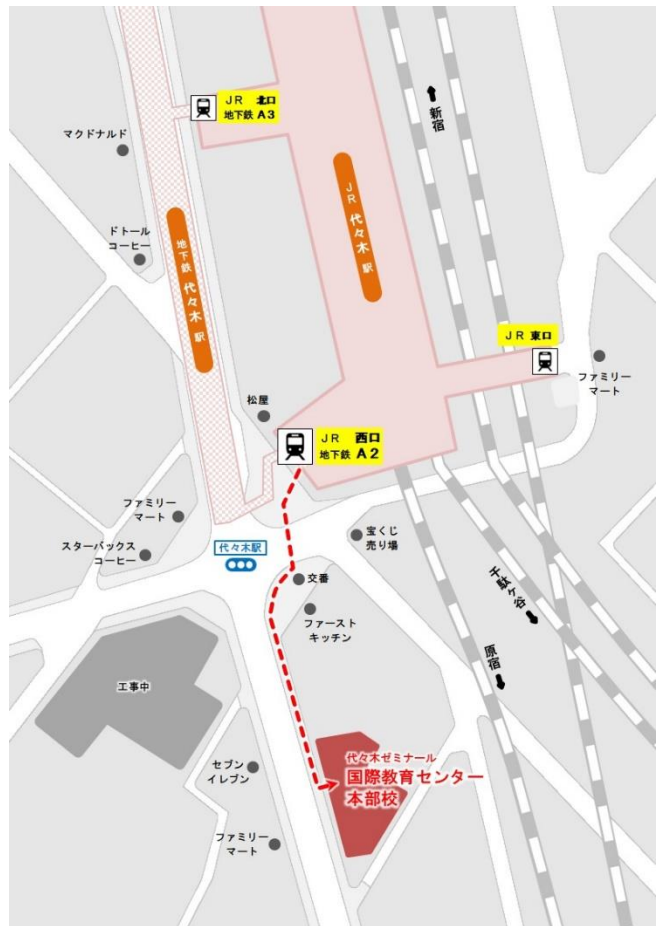 JR 北口
地下鉄 A3
新宿
マクドナルド
ドトール
コーヒー
地下鉄 代々木 駅
JR 代々木 駅
JR 東口
ファミリー
マート
松屋
JR 西口
地下鉄 A2
ファミリー
マート
スターバックス
コーヒー
代々木駅
宝くじ
売り場
交番
ファースト
キッチン
千駄ヶ谷
原宿
工事中
代々木ゼミナール
国際教育センター
本部校
セブン
イレブン
ファミリー
マート